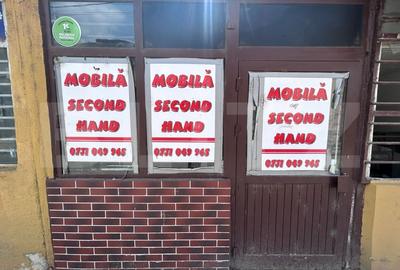 MOBILĂ
SECOND
HAND
0771 049 965
MOBILĂ
SECOND
HAND
0771 049 965
MOBILĂ
SECOND
HAND
0771 049 965